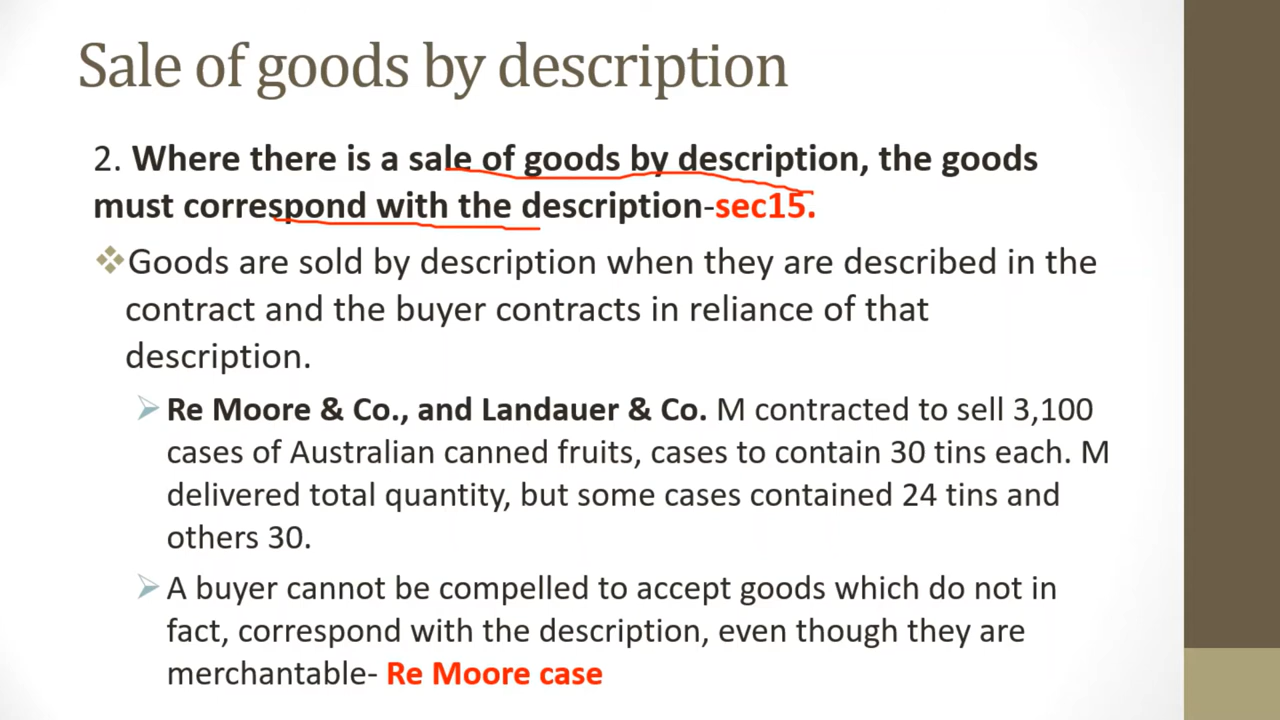 Sale of goods by description
2. Where there is a sale of goods by description, the goods
must correspond with the description-sec15.
Goods are sold by description when they are described in the
contract and the buyer contracts in reliance of that
description.
Re Moore & Co., and Landauer & Co. M contracted to sell 3,100
cases of Australian canned fruits, cases to contain 30 tins each. M
delivered total quantity, but some cases contained 24 tins and
others 30.
A buyer cannot be compelled to accept goods which do not in
fact, correspond with the description, even though they are
merchantable- Re Moore case